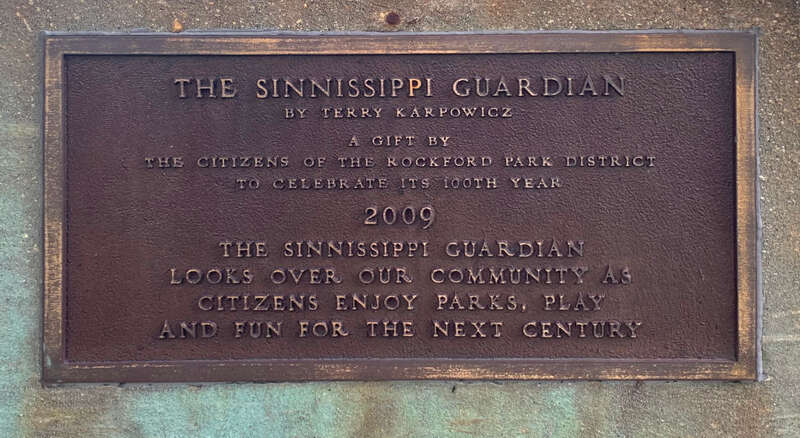 THE SINNISSIPPI GUARDIAN
BY TERRY KARPOWICZ
A GIFT BY
THE CITIZENS OF THE ROCKFORD PARK DISTRICT
TO CELEBRATE ITS 100TH YEAR
2009
THE SINNISSIPPI GUARDIAN
LOOKS OVER OUR COMMUNITY AS
CITIZENS ENJOY PARKS, PLAY
AND FUN FOR THE NEXT CENTURY